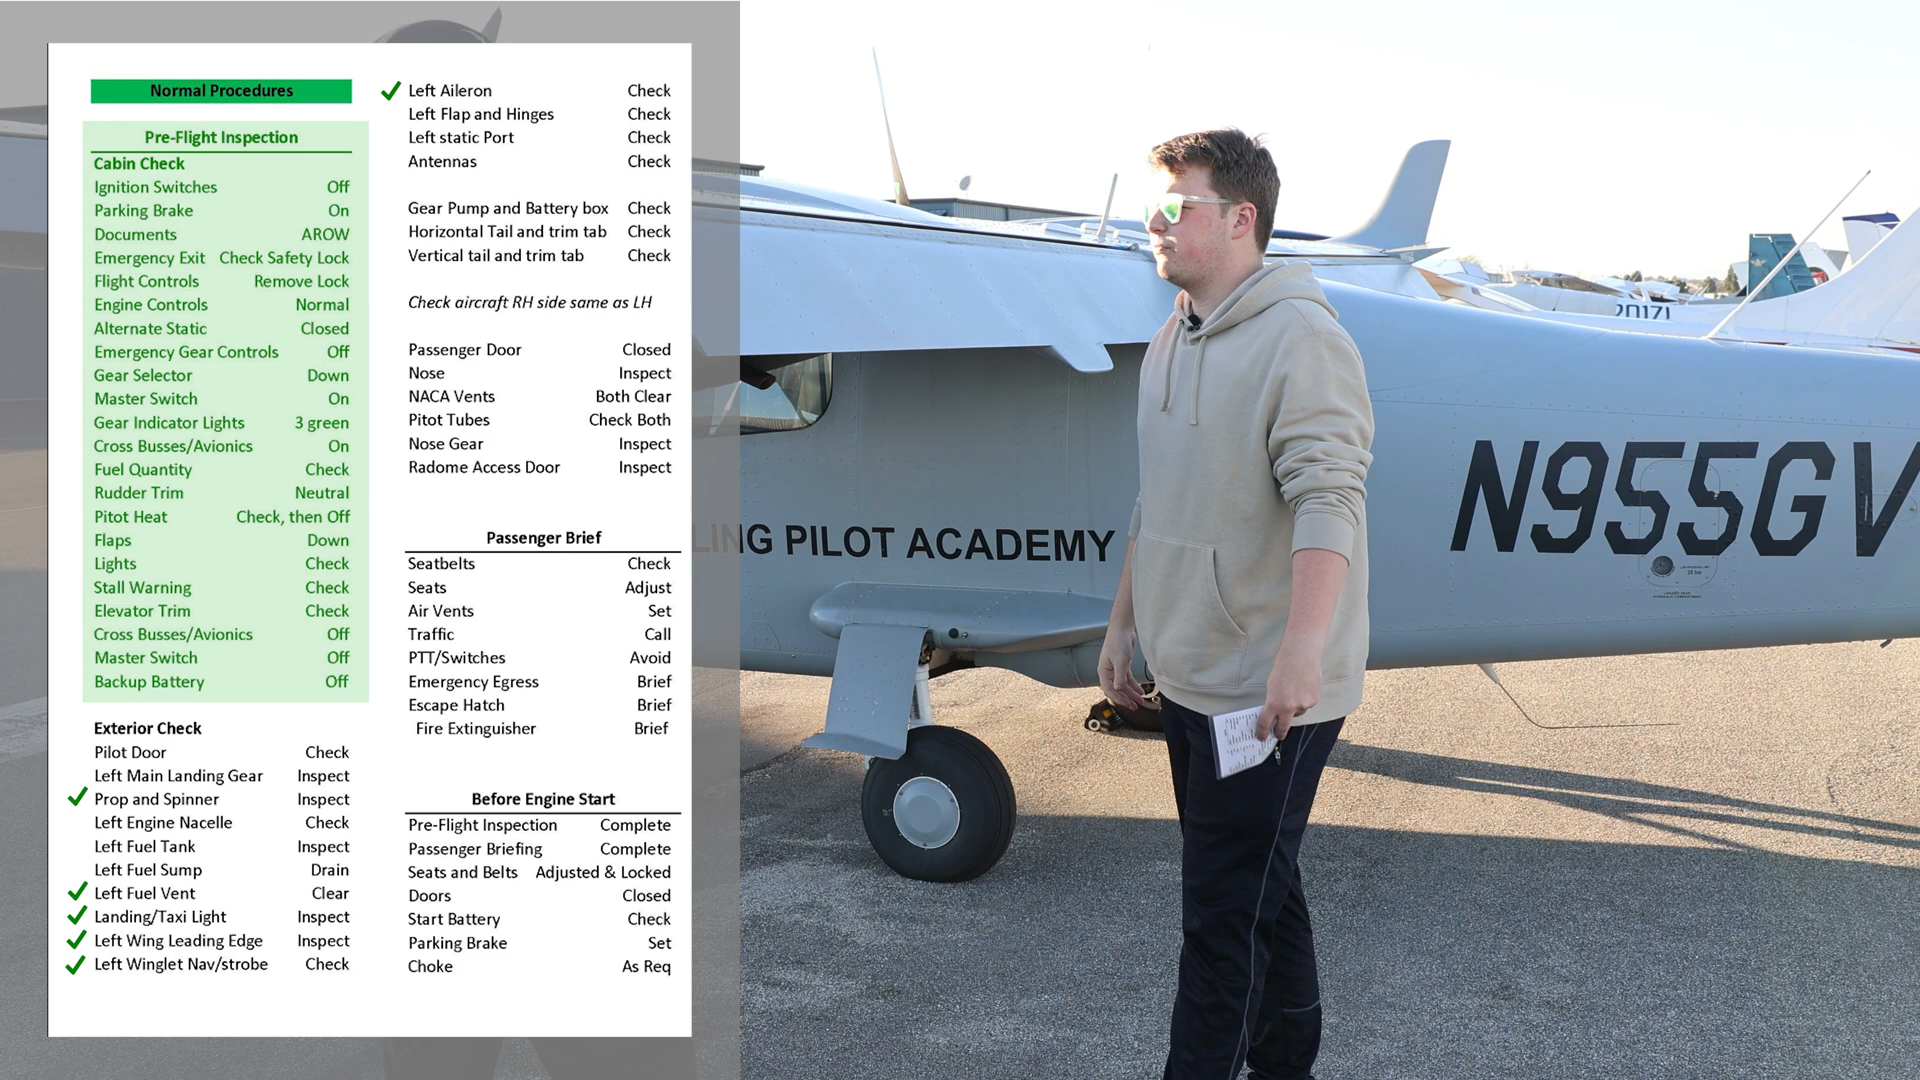 Normal Procedures
Pre-Flight Inspection
Cabin Check
Ignition Switches Off
Parking Brake On
Documents AROW
Emergency Exit Check Safety Lock
Flight Controls Remove Lock
Engine Controls Normal
Alternate Static Closed
Emergency Gear Controls Off
Gear Selector Down
Master Switch On
Gear Indicator Lights 3 green
Cross Busses/Avionics On
Fuel Quantity Check
Rudder Trim Neutral
Pitot Heat Check, then Off
Flaps Down
Lights Check
Stall Warning Check
Elevator Trim Check
Cross Busses/Avionics Off
Master Switch Off
Backup Battery Off
Exterior Check
Pilot Door Check
Left Main Landing Gear Inspect
Prop and Spinner Inspect
Left Engine Nacelle Check
Left Fuel Tank Inspect
Left Fuel Sump Drain
Left Fuel Vent Clear
Landing/Taxi Light Inspect
Left Wing Leading Edge Inspect
Left Winglet Nav/strobe Check
Left Aileron Check
Left Flap and Hinges Check
Left static Port Check
Antennas Check
Gear Pump and Battery box Check
Horizontal Tail and trim tab Check
Vertical tail and trim tab Check
Check aircraft RH side same as LH
Passenger Door Closed
Nose Inspect
NACA Vents Both Clear
Pitot Tubes Check Both
Nose Gear Inspect
Radome Access Door Inspect
Passenger Brief
Seatbelts Check
Seats Adjust
Air Vents Set
Traffic Call
PTT/Switches Avoid
Emergency Egress Brief
Escape Hatch Brief
Fire Extinguisher Brief
Before Engine Start
Pre-Flight Inspection Complete
Passenger Briefing Complete
Seats and Belts Adjusted & Locked
Doors Closed
Start Battery Check
Parking Brake Set
Choke As Req
LING PILOT ACADEMY
N955GV